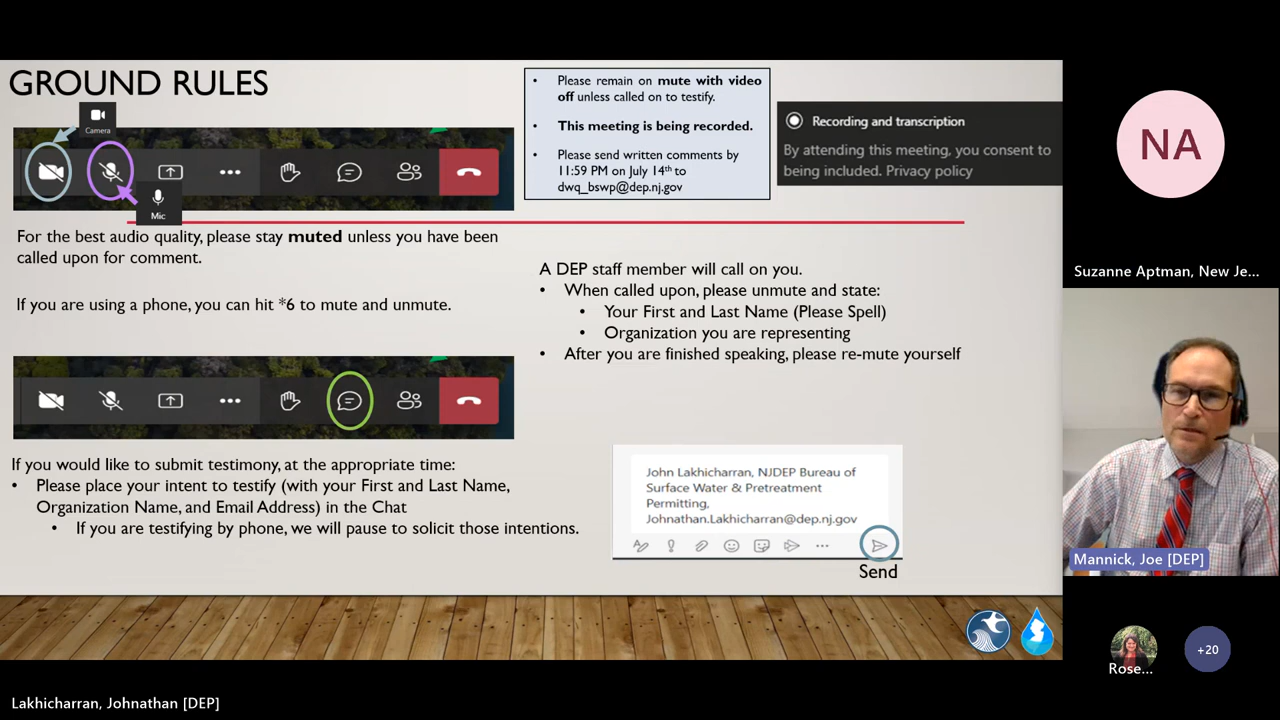 GROUND RULES
Camera
Mic
• Please remain on mute with video
off unless called on to testify.
• This meeting is being recorded.
• Please send written comments by
11:59 PM on July 14th to
dwq_bswp@dep.nj.gov
Recording and transcription
By attending this meeting, you consent to
being included. Privacy policy
For the best audio quality, please stay muted unless you have been
called upon for comment.
If you are using a phone, you can hit *6 to mute and unmute.
A DEP staff member will call on you.
• When called upon, please unmute and state:
• Your First and Last Name (Please Spell)
• Organization you are representing
• After you are finished speaking, please re-mute yourself
If you would like to submit testimony, at the appropriate time:
• Please place your intent to testify (with your First and Last Name,
Organization Name, and Email Address) in the Chat
• If you are testifying by phone, we will pause to solicit those intentions.
John Lakhicharran, NJDEP Bureau of
Surface Water & Pretreatment
Permitting,
Johnathan.Lakhicharran@dep.nj.gov
Send
NA
Suzanne Aptman, New Je...
Mannick, Joe [DEP]
Rose...
+20
Lakhicharran, Johnathan [DEP]